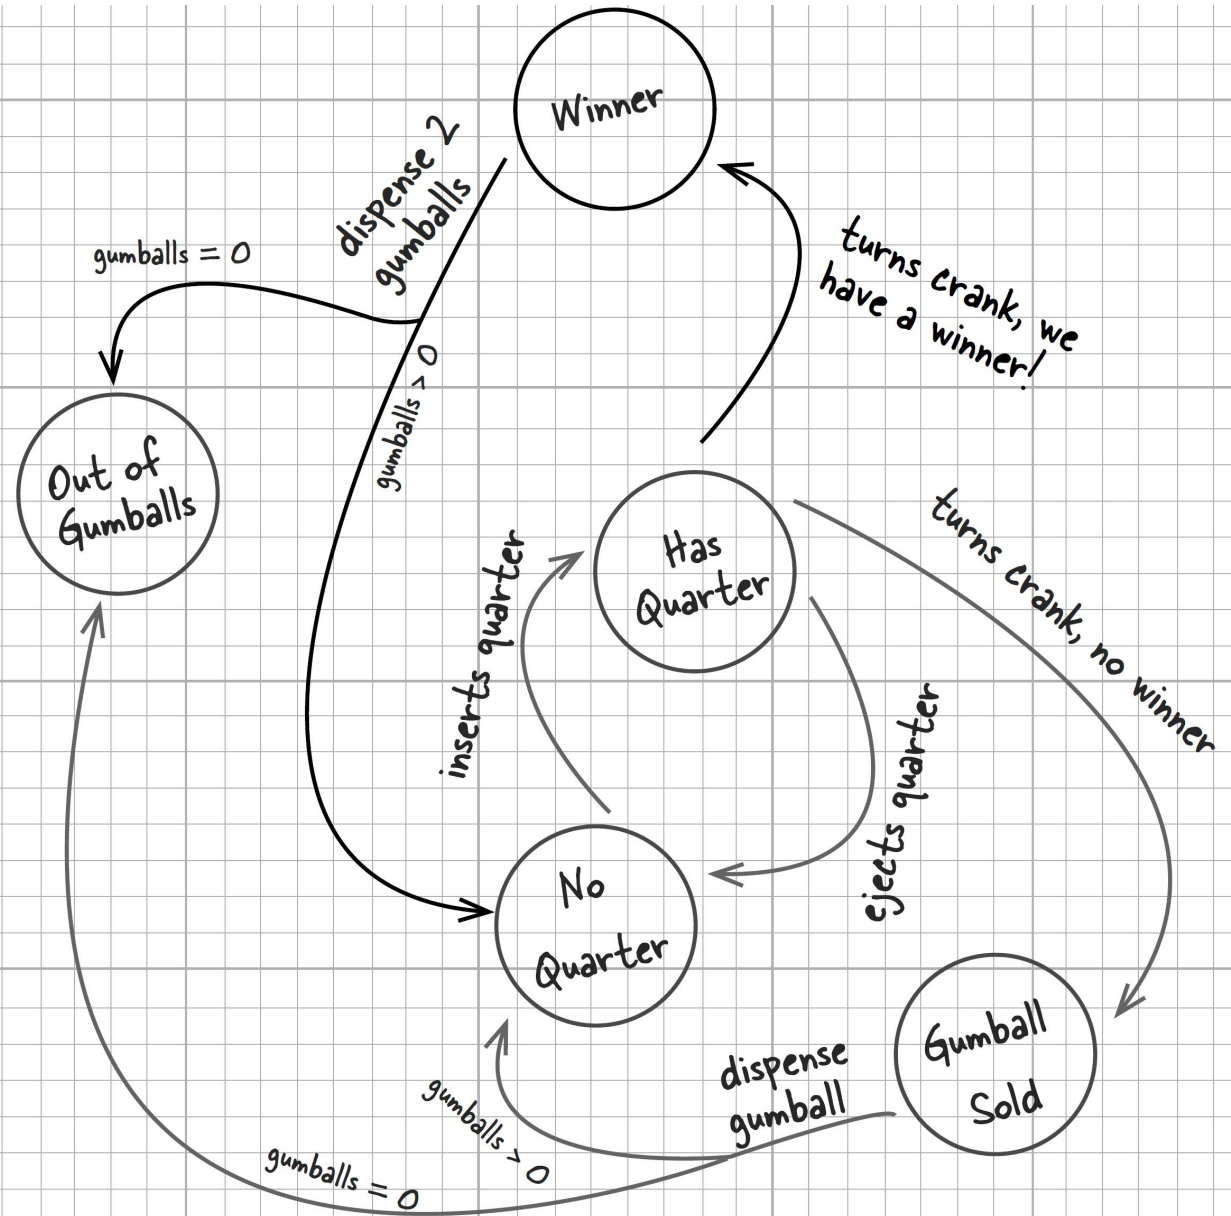 Winner
dispense 2
gumballs
gumballs = 0
turns crank, we
have a winner!
gumballs > 0
Out of
Gumballs
Has
Quarter
turns crank, no winner
inserts quarter
ejects quarter
No
Quarter
Gumball
Sold
dispense
gumball
gumballs > 0
gumballs = 0